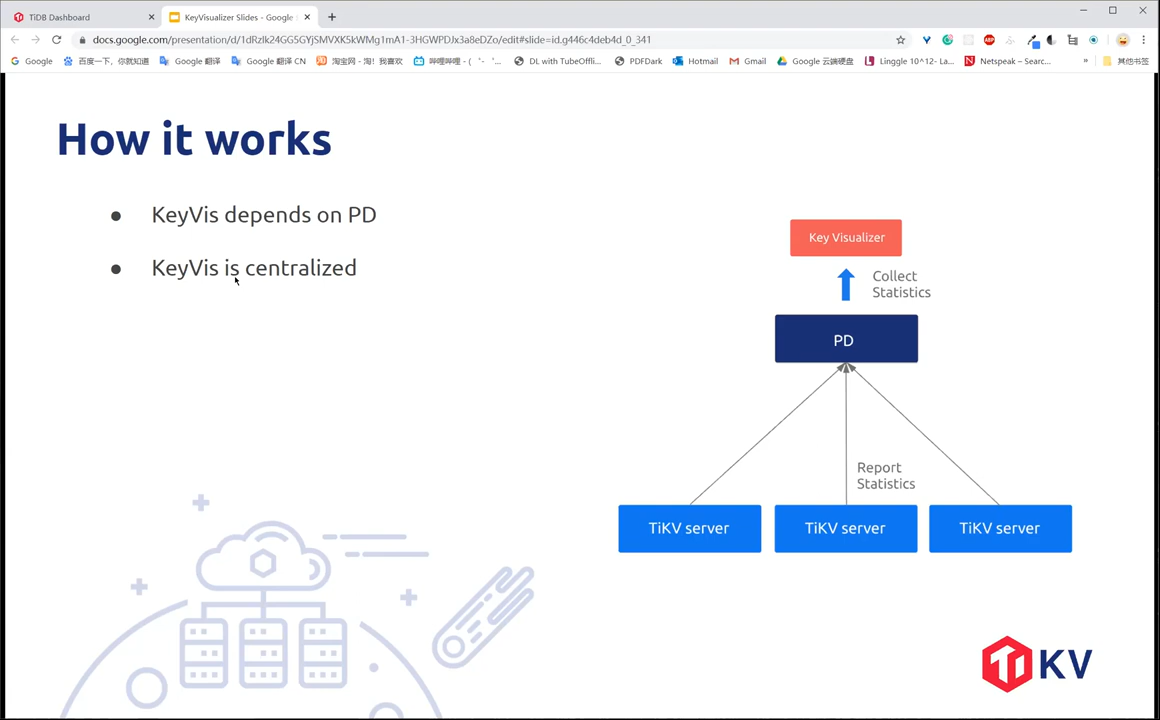 TiDB Dashboard
KeyVisualizer Slides - Google
docs.google.com/presentation/d/1dRzlk24GG5GYjSMVXK5kWMg1mA1-3HGWPDJx3a8eDZo/edit#slide=id.g446c4deb4d_0_341
Google
百度一下，你就知道
Google 翻译
Google 翻译 CN
淘宝网 - 淘！我喜欢
哔哩哔哩 ( ゜- ゜...
DL with TubeOffli...
PDFDark
Hotmail
Gmail
Google 云端硬盘
Linggle 10^12- La...
Netspeak – Searc...
»
其他书签
How it works
● KeyVis depends on PD
● KeyVis is centralized
Key Visualizer
Collect
Statistics
PD
Report
Statistics
TiKV server
TiKV server
TiKV server
Ti KV